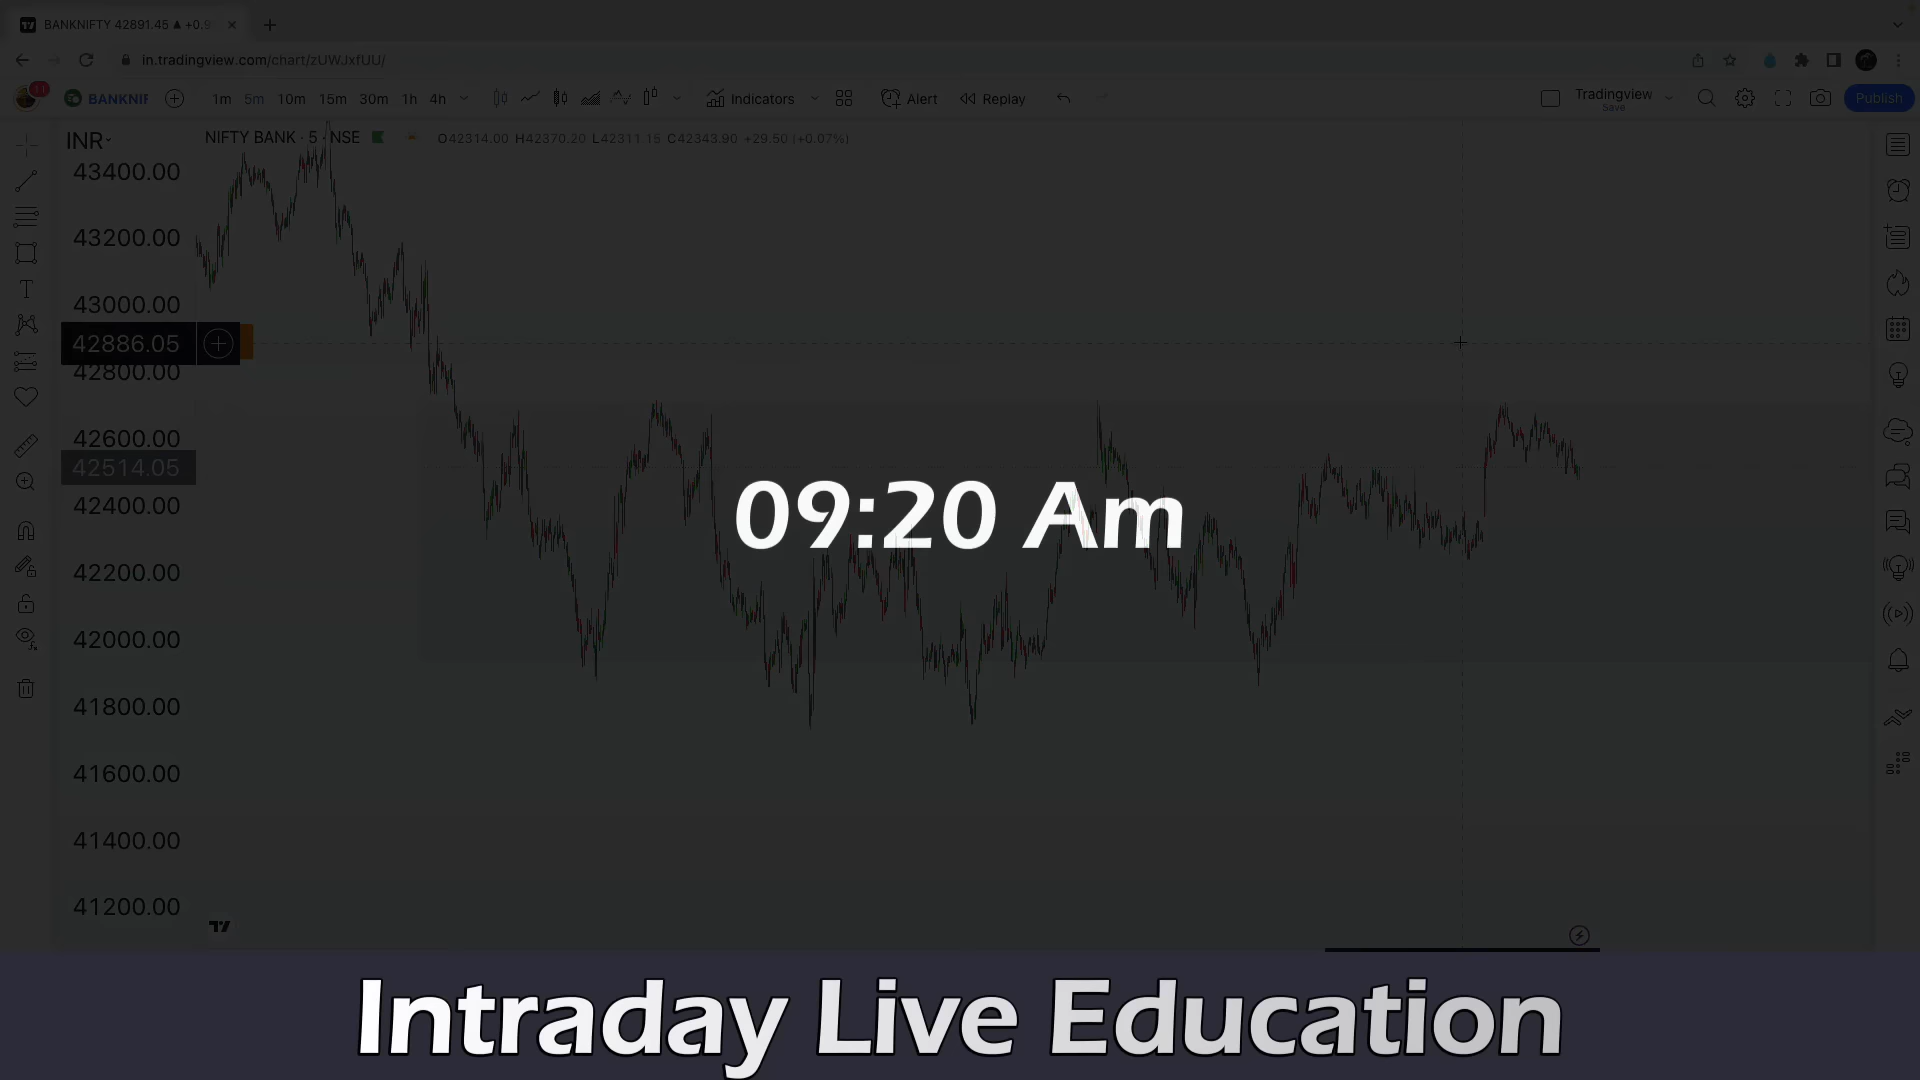 BANKNIFTY 42891.45 ▲ +0.9
in.tradingview.com/chart/zUWJxfUU/
11
BANKNIF
1m 5m 10m 15m 30m 1h 4h
Indicators
Alert
Replay
Tradingview
Save
Publish
INR
NIFTY BANK · 5 · NSE
O42314.00 H42370.20 L42311.15 C42343.90 +29.50 (+0.07%)
43400.00
43200.00
43000.00
42886.05
42800.00
42600.00
42514.05
42400.00
09:20 Am
42200.00
42000.00
41800.00
41600.00
41400.00
41200.00
Intraday Live Education